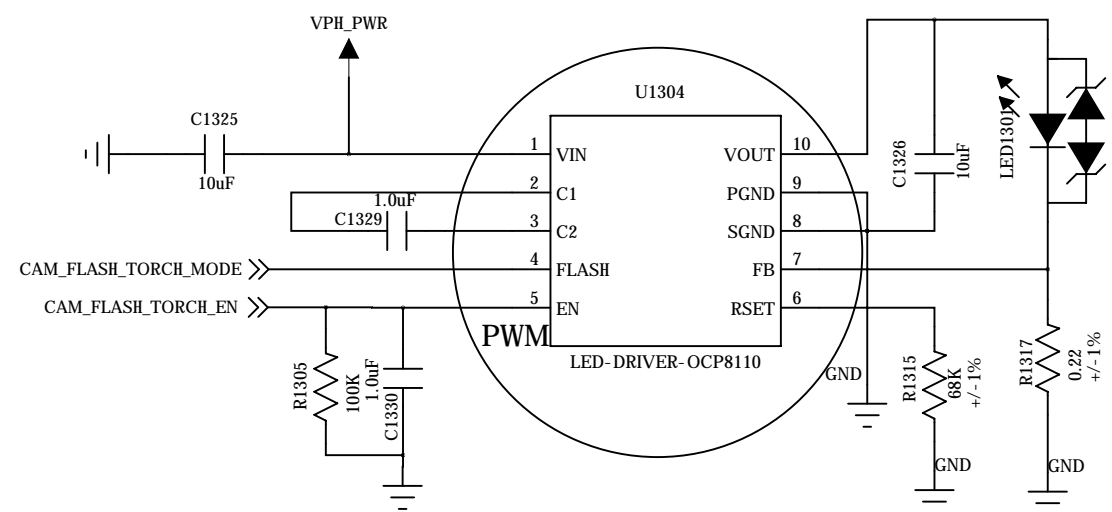 VPH_PWR
U1304
C1325
10uF
1
VIN
2
C1
3
C2
4
FLASH
5
EN
1.0uF
C1329
CAM_FLASH_TORCH_MODE
CAM_FLASH_TORCH_EN
PWM
LED-DRIVER-OCP8110
VOUT
10
PGND
9
SGND
8
FB
7
RSET
6
C1326
10uF
LED1301
R1305
100K
1.0uF
C1330
GND
R1315
68K
+/-1%
GND
R1317
0.22
+/-1%
GND